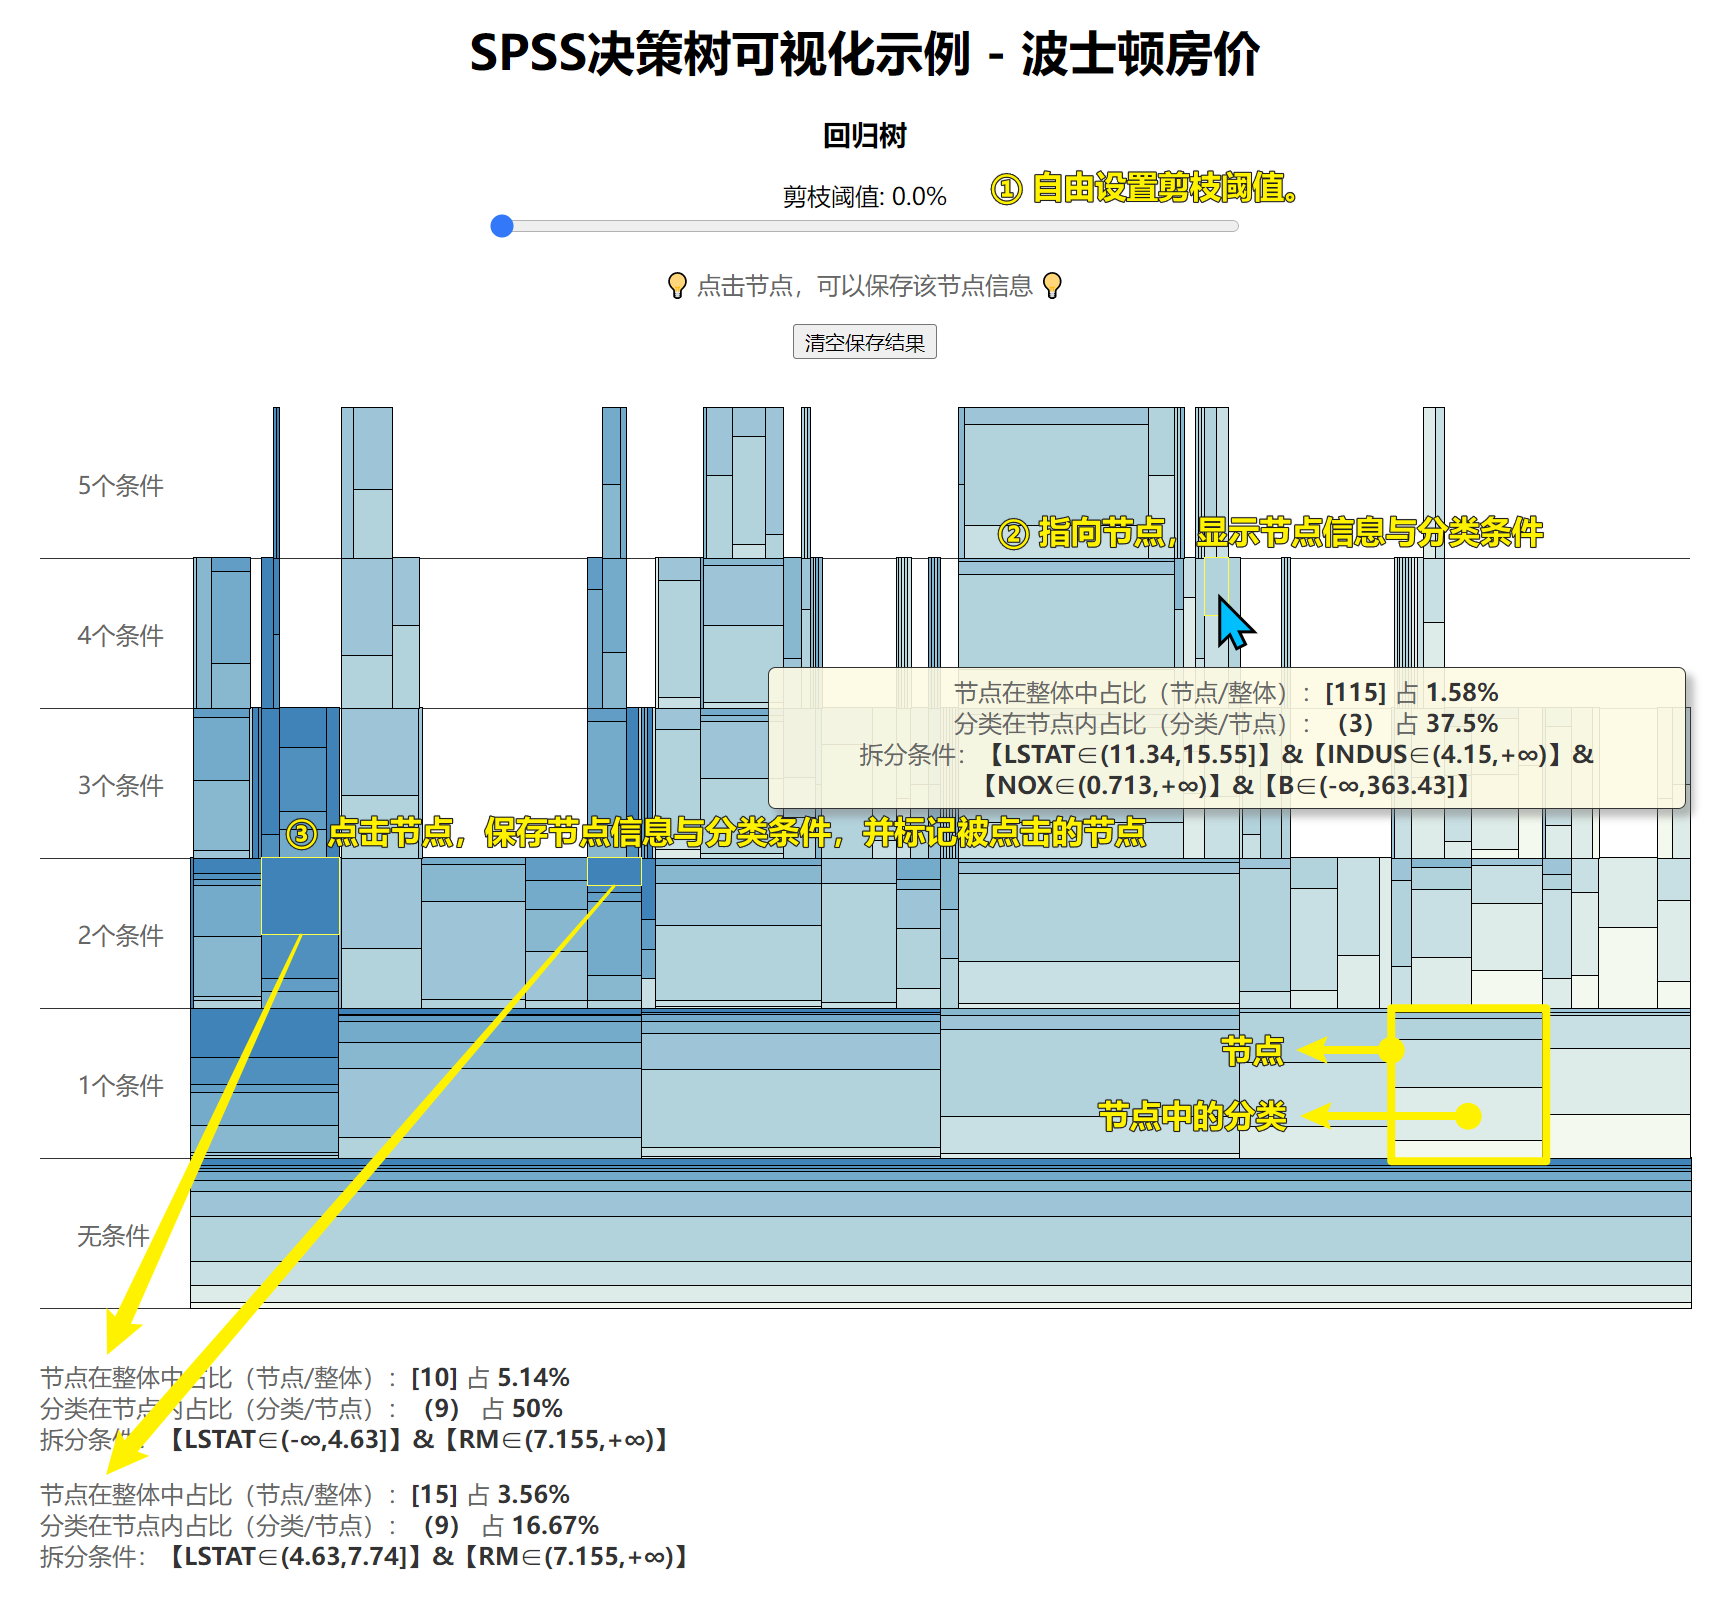 SPSS决策树可视化示例 - 波士顿房价
回归树
剪枝阈值: 0.0%
① 自由设置剪枝阈值。
点击节点，可以保存该节点信息
清空保存结果
5个条件
② 指向节点，显示节点信息与分类条件
4个条件
节点在整体中占比（节点/整体）：[115] 占 1.58%
分类在节点内占比（分类/节点）：（3） 占 37.5%
拆分条件：【LSTAT∈(11.34,15.55]】&【INDUS∈(4.15,+∞)】&
【NOX∈(0.713,+∞)】&【B∈(-∞,363.43]】
3个条件
③ 点击节点，保存节点信息与分类条件，并标记被点击的节点
2个条件
节点
1个条件
节点中的分类
无条件
节点在整体中占比（节点/整体）：[10] 占 5.14%
分类在节点内占比（分类/节点）：（9） 占 50%
拆分条件：【LSTAT∈(-∞,4.63]】&【RM∈(7.155,+∞)】
节点在整体中占比（节点/整体）：[15] 占 3.56%
分类在节点内占比（分类/节点）：（9） 占 16.67%
拆分条件：【LSTAT∈(4.63,7.74]】&【RM∈(7.155,+∞)】